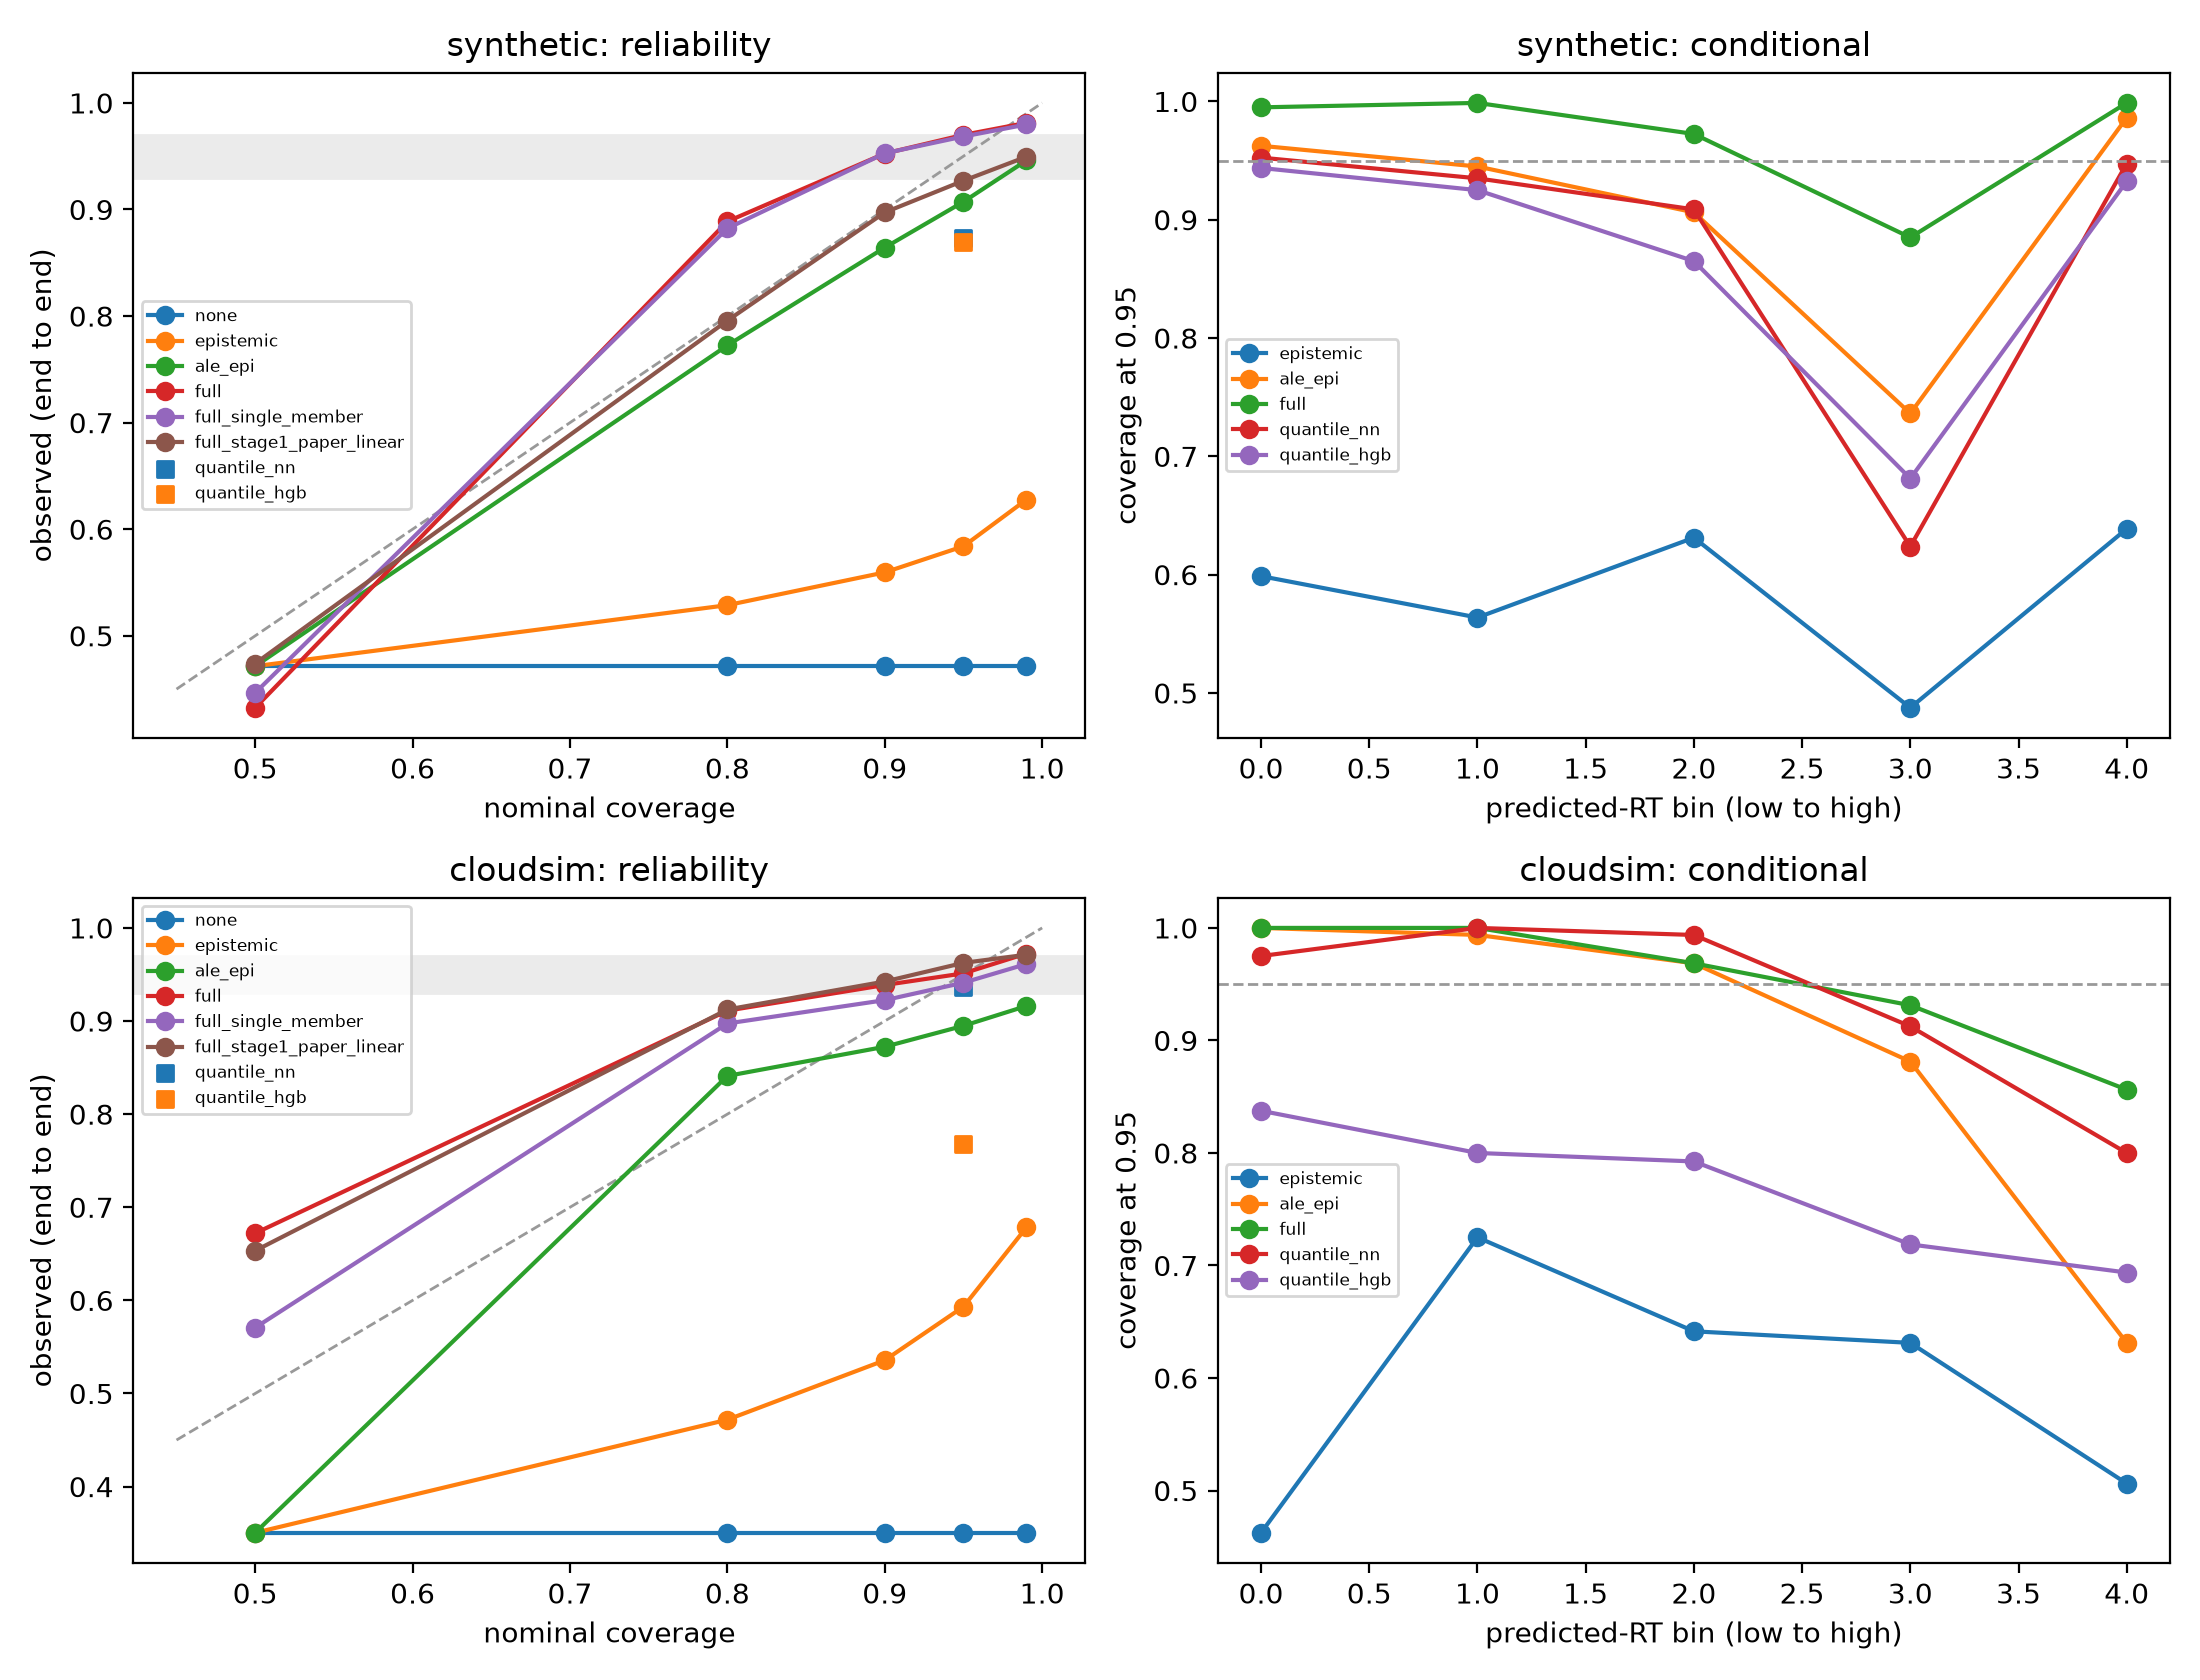 synthetic: reliability
observed (end to end)
1.0
0.9
0.8
0.7
0.6
0.5
none
epistemic
ale_epi
full
full_single_member
full_stage1_paper_linear
quantile_nn
quantile_hgb
0.5
0.6
0.7
0.8
0.9
1.0
nominal coverage
synthetic: conditional
coverage at 0.95
1.0
0.9
0.8
0.7
0.6
0.5
epistemic
ale_epi
full
quantile_nn
quantile_hgb
0.0
0.5
1.0
1.5
2.0
2.5
3.0
3.5
4.0
predicted-RT bin (low to high)
cloudsim: reliability
observed (end to end)
1.0
0.9
0.8
0.7
0.6
0.5
0.4
none
epistemic
ale_epi
full
full_single_member
full_stage1_paper_linear
quantile_nn
quantile_hgb
0.5
0.6
0.7
0.8
0.9
1.0
nominal coverage
cloudsim: conditional
coverage at 0.95
1.0
0.9
0.8
0.7
0.6
0.5
epistemic
ale_epi
full
quantile_nn
quantile_hgb
0.0
0.5
1.0
1.5
2.0
2.5
3.0
3.5
4.0
predicted-RT bin (low to high)